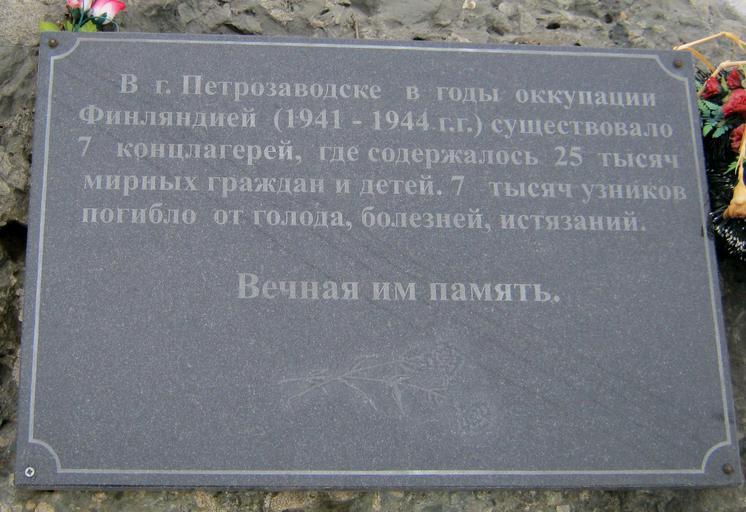 В г. Петрозаводске в годы оккупации
Финляндией (1941 - 1944 г.г.) существовало
7 концлагерей, где содержалось 25 тысяч
мирных граждан и детей. 7 тысяч узников
погибло от голода, болезней, истязаний.
Вечная им память.